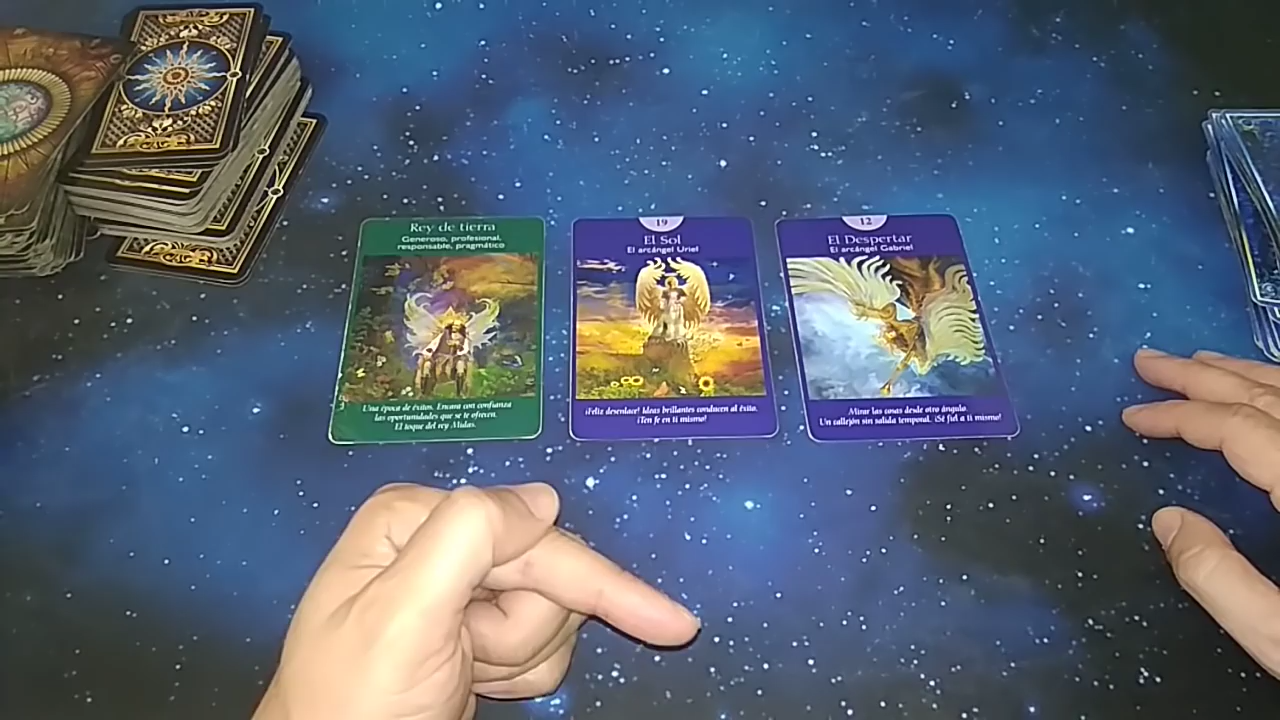 Rey de tierra
Generoso, profesional,
responsable, pragmático
Una época de éxitos. Encara con confianza
las oportunidades que se te ofrecen.
El toque del rey Midas.
19
El Sol
El arcángel Uriel
¡Feliz desenlace! Ideas brillantes conducen al éxito.
¡Ten fe en ti mismo!
12
El Despertar
El arcángel Gabriel
Mirar las cosas desde otro ángulo.
Un callejón sin salida temporal. ¡Sé fiel a ti mismo!